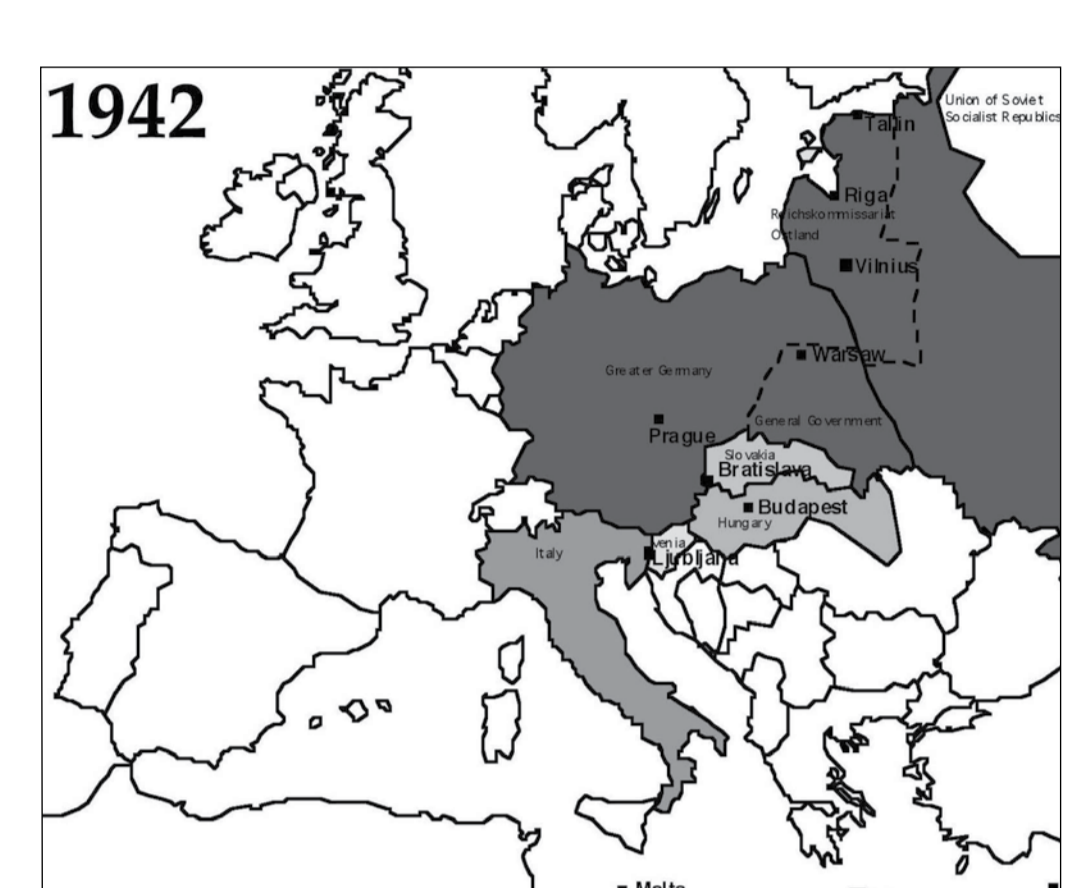 1942
Union of Soviet
Socialist Republics
Tallin
Riga
Reichskommissariat
Ostland
Vilnius
Warsaw
Greater Germany
General Government
Prague
Slovakia
Bratislava
Budapest
Hungary
Italy
venia
Ljubljana
Malta